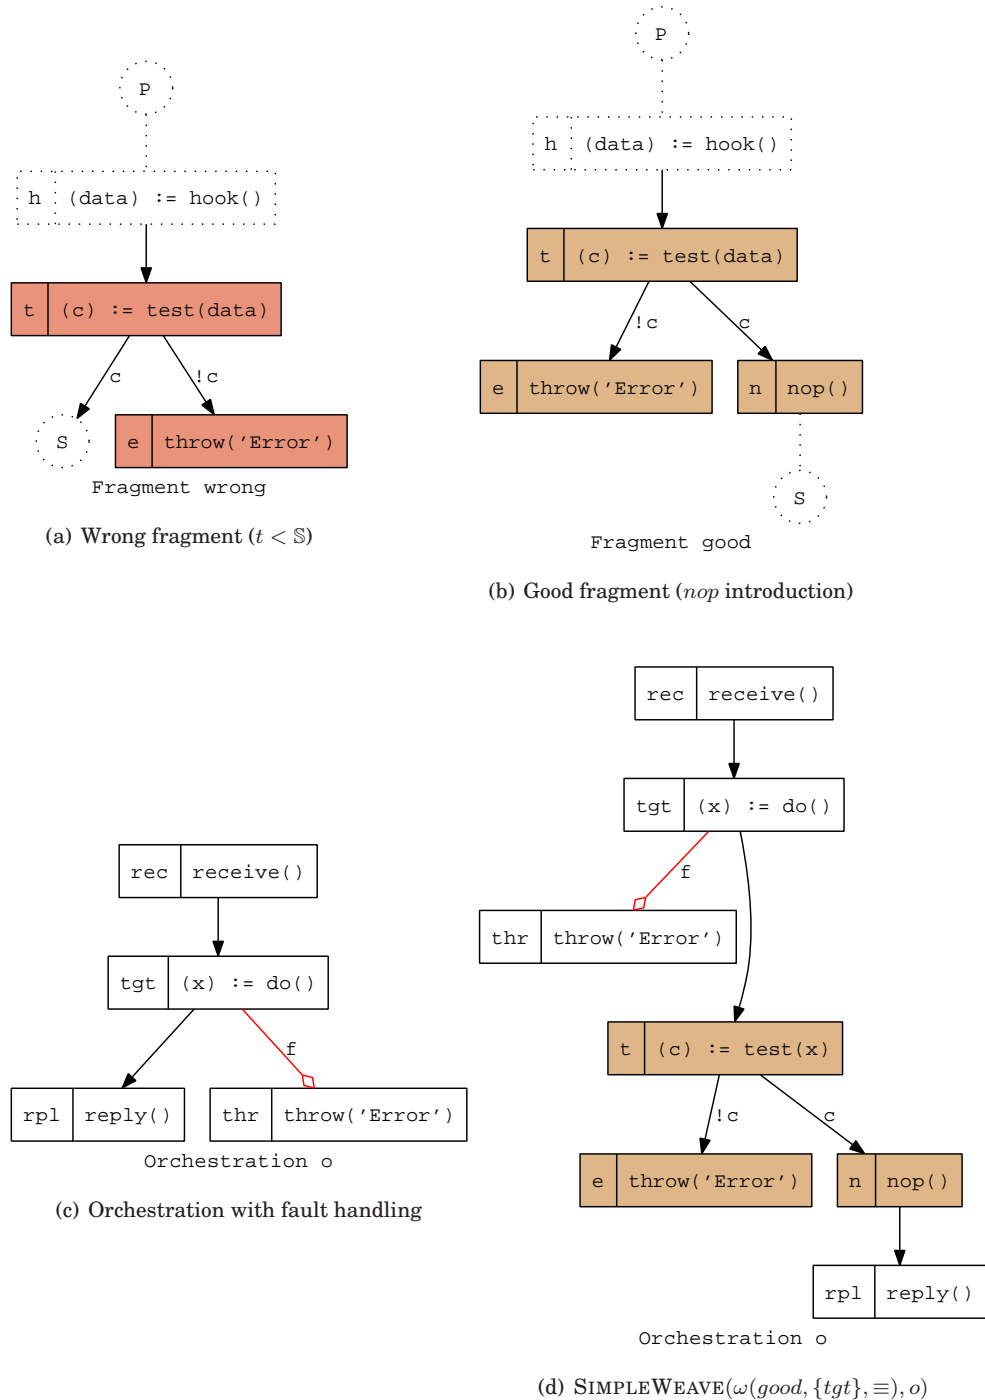 P
h (data) := hook()
t (c) := test(data)
c !c
S
e throw('Error')
Fragment wrong
(a) Wrong fragment (t < 𝕊)
P
h (data) := hook()
t (c) := test(data)
!c c
e throw('Error')
n nop()
S
Fragment good
(b) Good fragment (nop introduction)
rec receive()
tgt (x) := do()
f
rpl reply()
thr throw('Error')
Orchestration o
(c) Orchestration with fault handling
rec receive()
tgt (x) := do()
f
thr throw('Error')
t (c) := test(x)
!c c
e throw('Error')
n nop()
rpl reply()
Orchestration o
(d) SIMPLEWEAVE(ω(good, {tgt}, ≡), o)